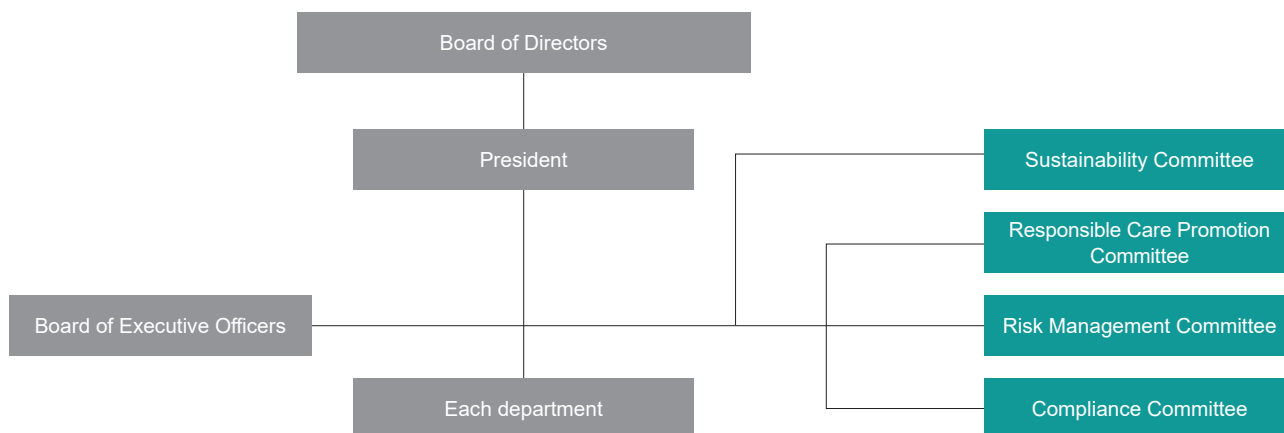 Board of Directors
President
Sustainability Committee
Responsible Care Promotion
Committee
Board of Executive Officers
Risk Management Committee
Each department
Compliance Committee